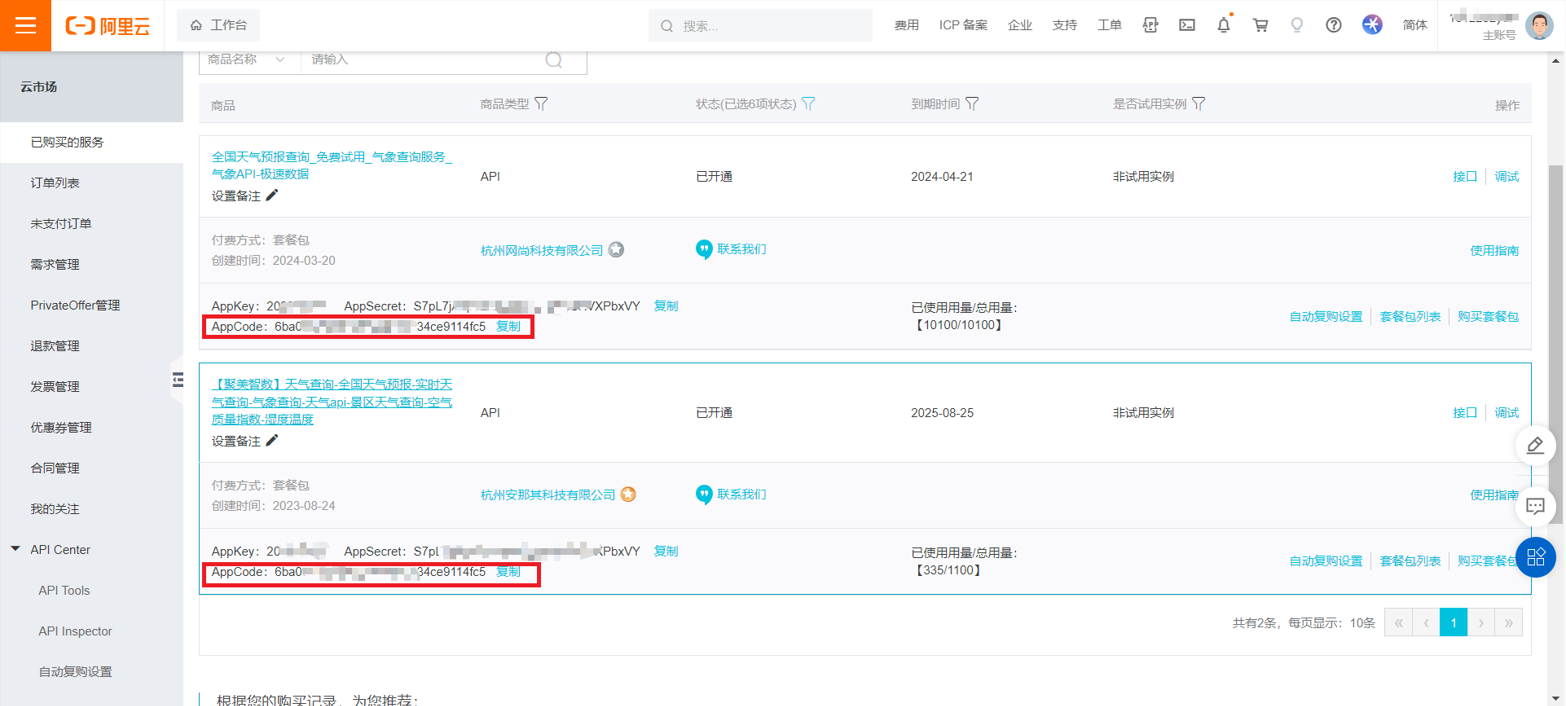 阿里云
工作台
搜索...
费用
ICP 备案
企业
支持
工单
简体
主账号
云市场
已购买的服务
订单列表
未支付订单
需求管理
PrivateOffer管理
退款管理
发票管理
优惠券管理
合同管理
我的关注
API Center
API Tools
API Inspector
自动复购设置
商品名称
请输入
商品
商品类型
状态(已选6项状态)
到期时间
是否试用实例
操作
全国天气预报查询_免费试用_气象查询服务_
气象API-极速数据
设置备注
API
已开通
2024-04-21
非试用实例
接口
调试
付费方式：套餐包
创建时间：2024-03-20
杭州网尚科技有限公司
联系我们
使用指南
AppKey：20 AppSecret：S7pL7j VXPbxVY 复制
AppCode：6ba0 34ce9114fc5 复制
已使用用量/总用量：
【10100/10100】
自动复购设置
套餐包列表
购买套餐包
【聚美智数】天气查询-全国天气预报-实时天
气查询-气象查询-天气api-景区天气查询-空气
质量指数-湿度温度
设置备注
API
已开通
2025-08-25
非试用实例
接口
调试
付费方式：套餐包
创建时间：2023-08-24
杭州安那其科技有限公司
联系我们
使用指南
AppKey：20 AppSecret：S7pl XPbxVY 复制
AppCode：6ba0 34ce9114fc5 复制
已使用用量/总用量：
【335/1100】
自动复购设置
套餐包列表
购买套餐包
共有2条，每页显示：10条
« ‹ 1 › »
根据您的购买记录，为您推荐：